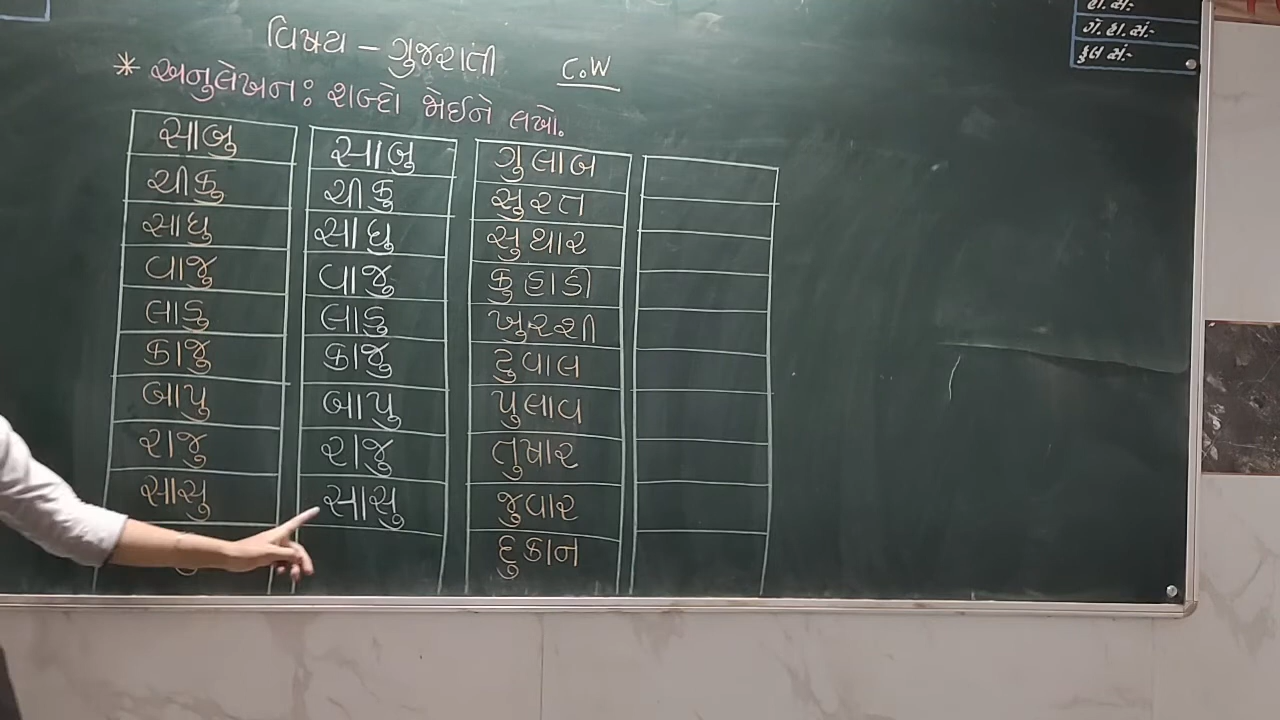 વિષય – ગુજરાતી
C.W
* અનુલેખન : શબ્દો જોઈને લખો.
સાબુ સાબુ ગુલાબ
ચીકુ ચીકુ સુરત
સાધુ સાધુ સુથાર
વાજુ વાજુ કુહાડી
લાડુ લાડુ ખુરશી
કાજુ કાજુ ટુવાલ
બાપુ બાપુ પુલાવ
રાજુ રાજુ તુષાર
સાસુ સાસુ જુવાર
દુકાન
હા. સં:-
ગે. હા. સં:-
કુલ સં:-